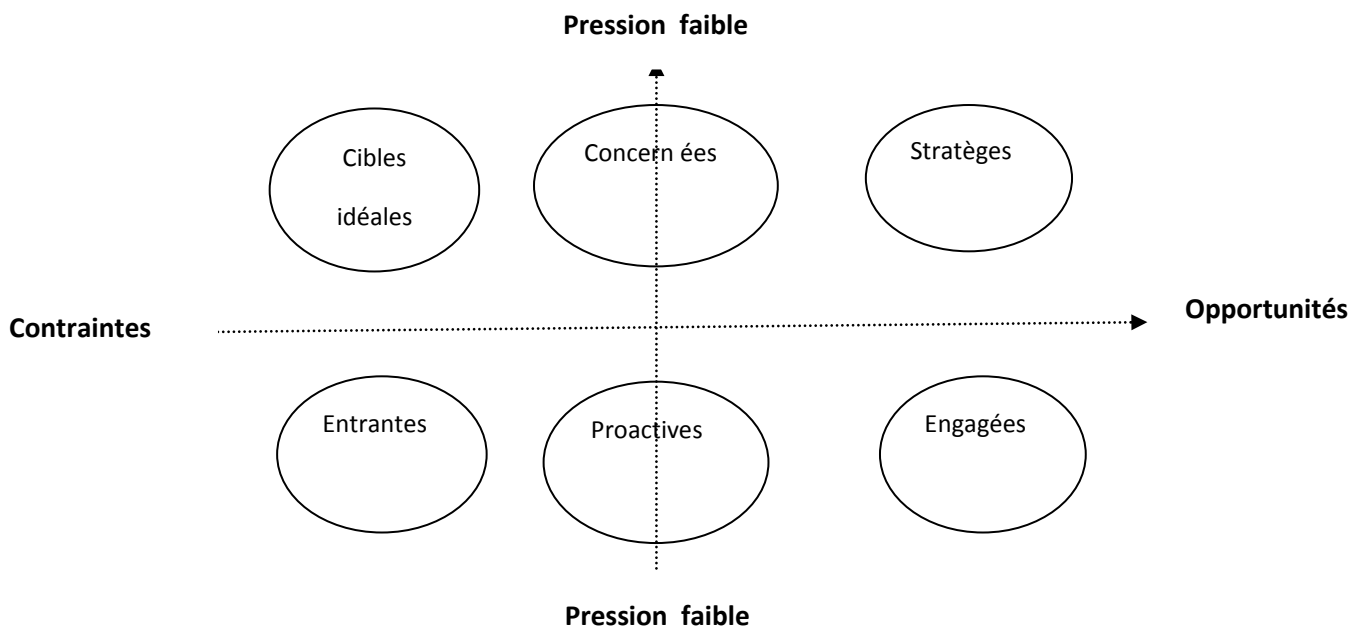 Pression faible
Cibles
idéales
Concern ées
Stratèges
Contraintes
Opportunités
Entrantes
Proactives
Engagées
Pression faible